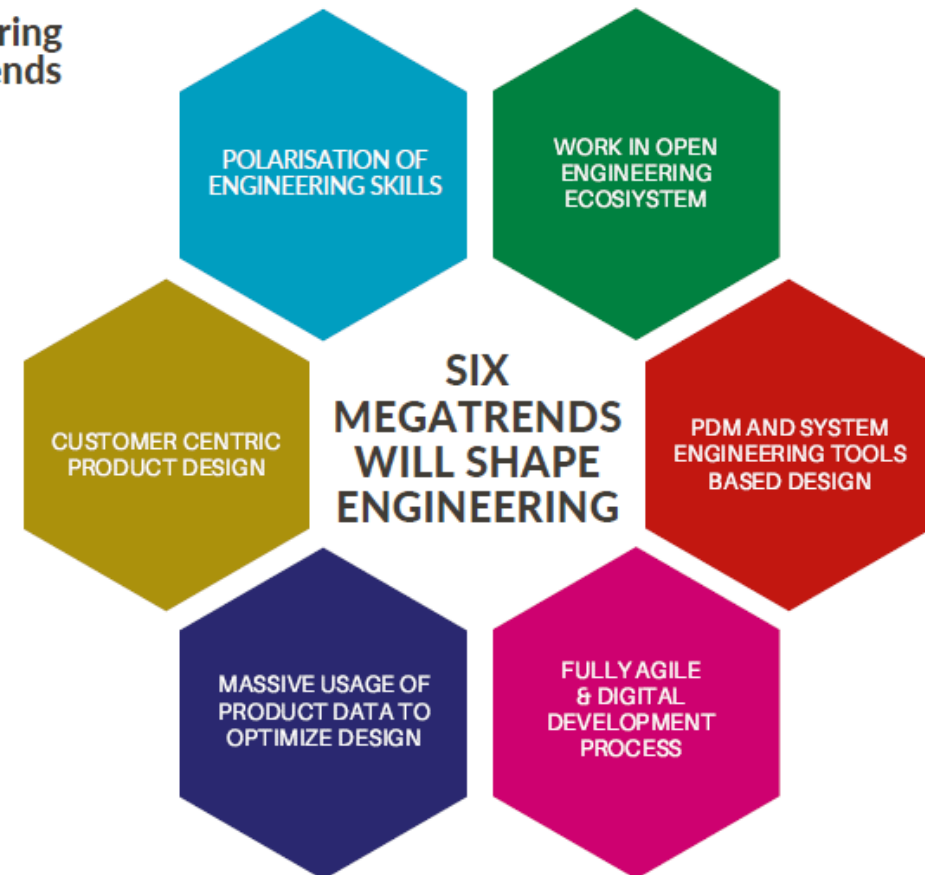 ring
ends
POLARISATION OF
ENGINEERING SKILLS
WORK IN OPEN
ENGINEERING
ECOSIYSTEM
SIX
MEGATRENDS
WILL SHAPE
ENGINEERING
CUSTOMER CENTRIC
PRODUCT DESIGN
PDM AND SYSTEM
ENGINEERING TOOLS
BASED DESIGN
MASSIVE USAGE OF
PRODUCT DATA TO
OPTIMIZE DESIGN
FULLY AGILE
& DIGITAL
DEVELOPMENT
PROCESS